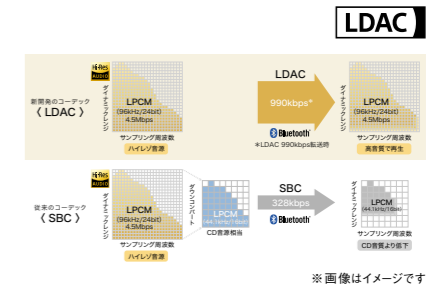 LDAC
Hi-Res
AUDIO
新開発のコーデック
〈 LDAC 〉
ダイナミックレンジ
LPCM
(96kHz/24bit)
4.5Mbps
サンプリング周波数
ハイレゾ音源
LDAC
990kbps*
Bluetooth
*LDAC 990kbps転送時
ダイナミックレンジ
LPCM
(96kHz/24bit)
4.5Mbps
サンプリング周波数
高音質で再生
Hi-Res
AUDIO
従来のコーデック
〈 SBC 〉
ダイナミックレンジ
LPCM
(96kHz/24bit)
4.5Mbps
サンプリング周波数
ハイレゾ音源
ダウンコンバート
LPCM
(44.1kHz/16bit)
CD音源相当
SBC
328kbps
Bluetooth
ダイナミックレンジ
LPCM
(44.1kHz/16bit)
サンプリング周波数
CD音質より低下
※画像はイメージです